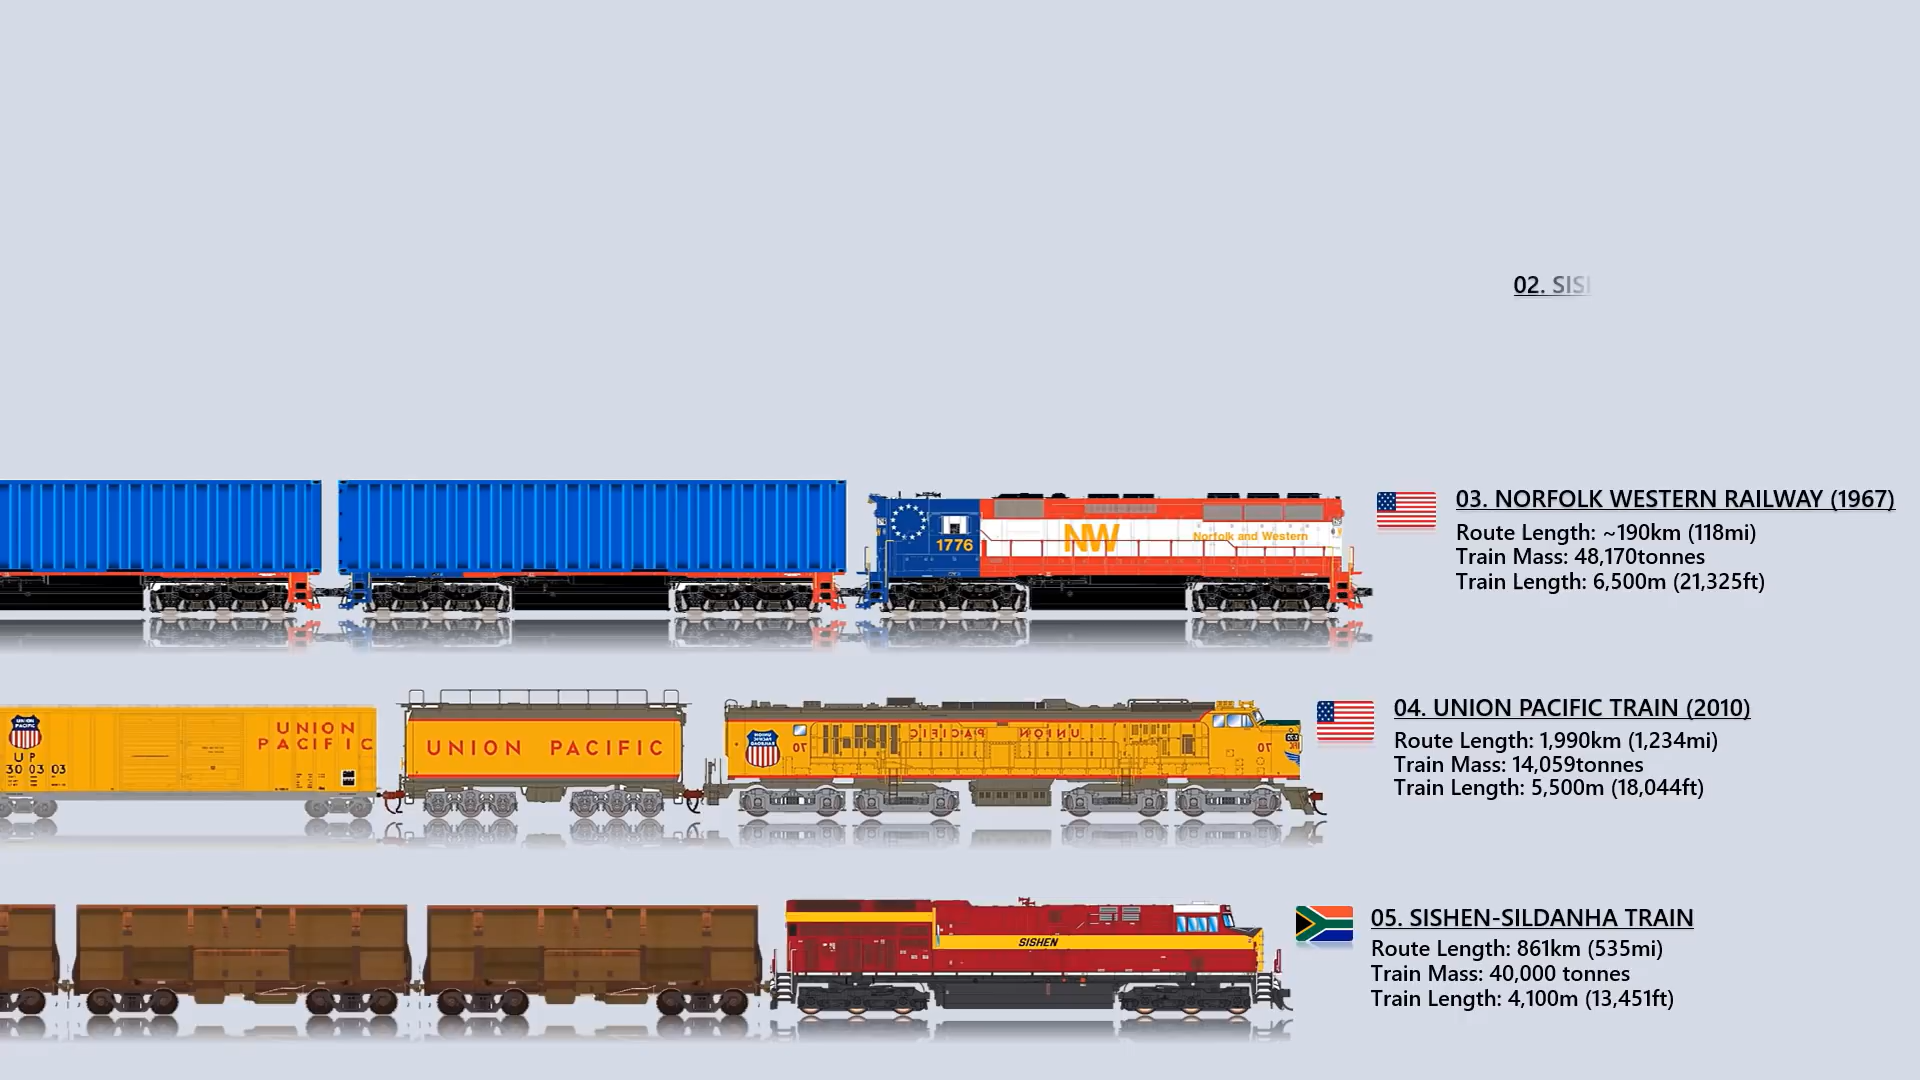 02. SIS
03. NORFOLK WESTERN RAILWAY (1967)
Route Length: ~190km (118mi)
Train Mass: 48,170tonnes
Train Length: 6,500m (21,325ft)
1776
NW
Norfolk and Western
04. UNION PACIFIC TRAIN (2010)
Route Length: 1,990km (1,234mi)
Train Mass: 14,059tonnes
Train Length: 5,500m (18,044ft)
UNION
PACIFIC
UP
300303
UNION PACIFIC
UNION PACIFIC
70
70
05. SISHEN-SILDANHA TRAIN
Route Length: 861km (535mi)
Train Mass: 40,000 tonnes
Train Length: 4,100m (13,451ft)
SISHEN